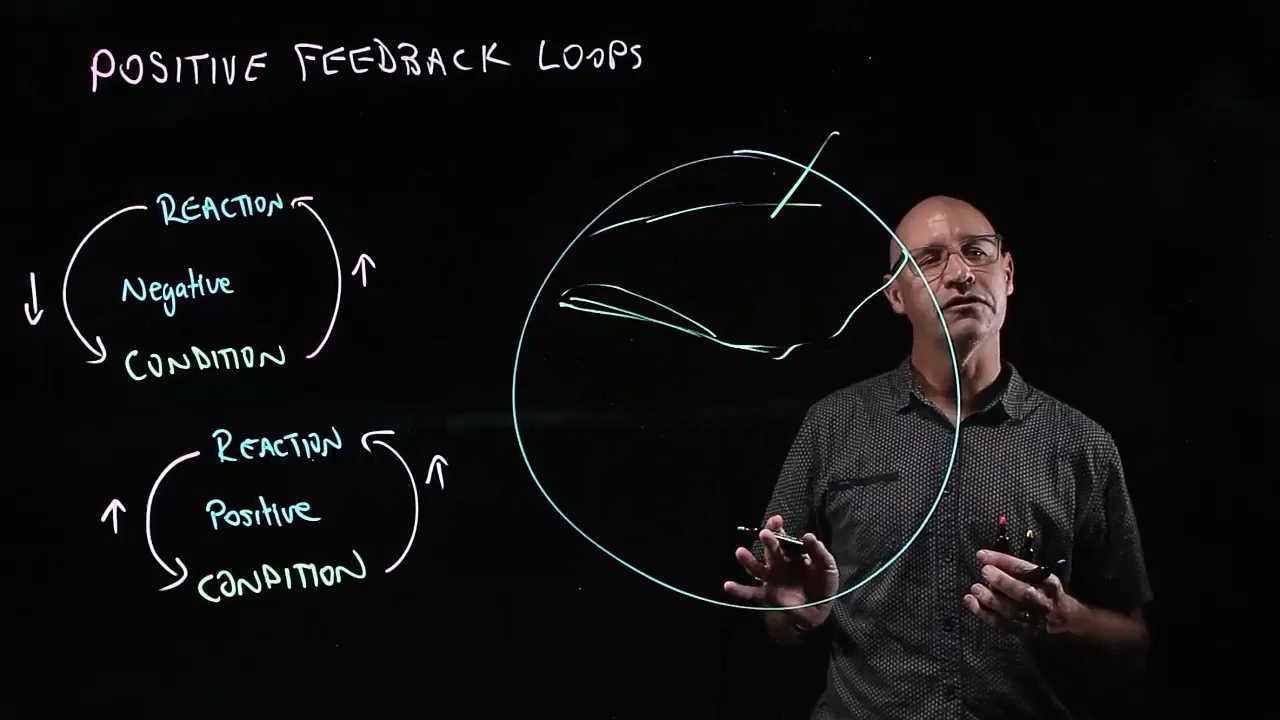 POSITIVE FEEDBACK LOOPS
REACTION
Negative
CONDITION
REACTION
Positive
CONDITION